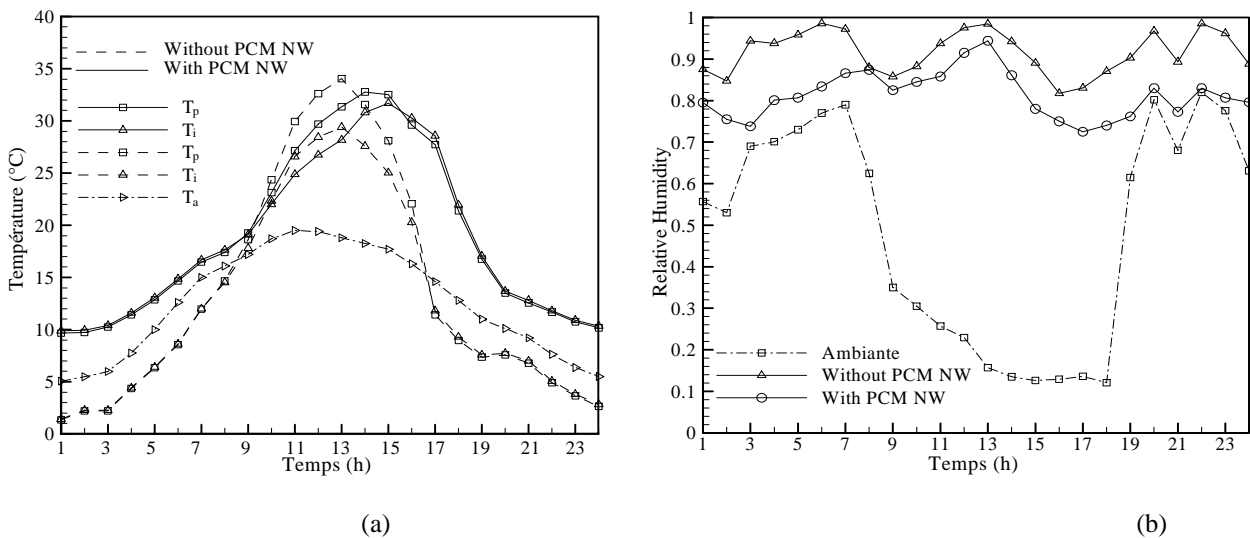 40
35
30
25
20
15
10
5
0
Température (°C)
Without PCM NW
With PCM NW
Tp
Ti
Tp
Ti
Ta
1 3 5 7 9 11 13 15 17 19 21 23
Temps (h)
(a)
1
0.9
0.8
0.7
0.6
0.5
0.4
0.3
0.2
0.1
0
Relative Humidity
Ambiante
Without PCM NW
With PCM NW
1 3 5 7 9 11 13 15 17 19 21 23
Temps (h)
(b)